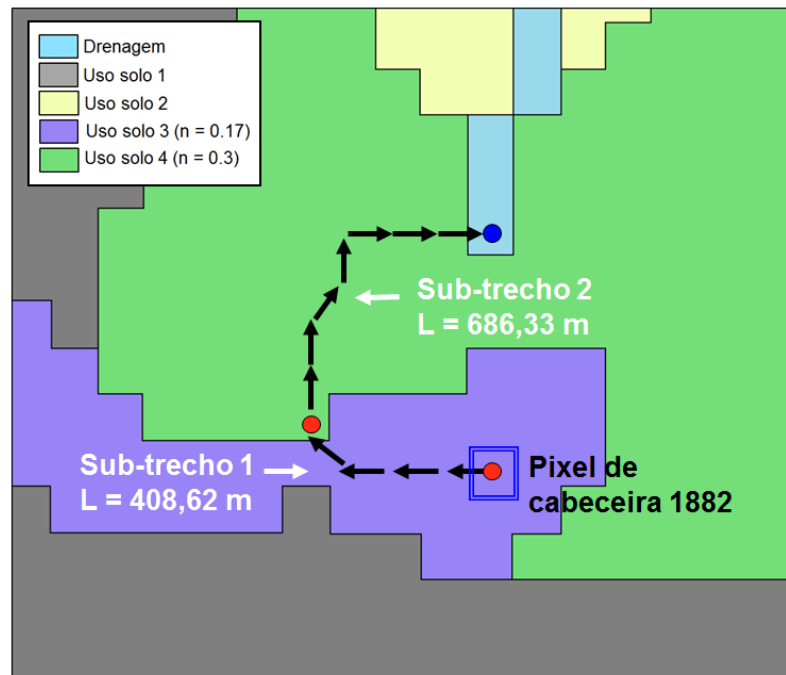 Drenagem
Uso solo 1
Uso solo 2
Uso solo 3 (n = 0.17)
Uso solo 4 (n = 0.3)
Sub-trecho 2
L = 686,33 m
Sub-trecho 1
L = 408,62 m
Pixel de
cabeceira 1882